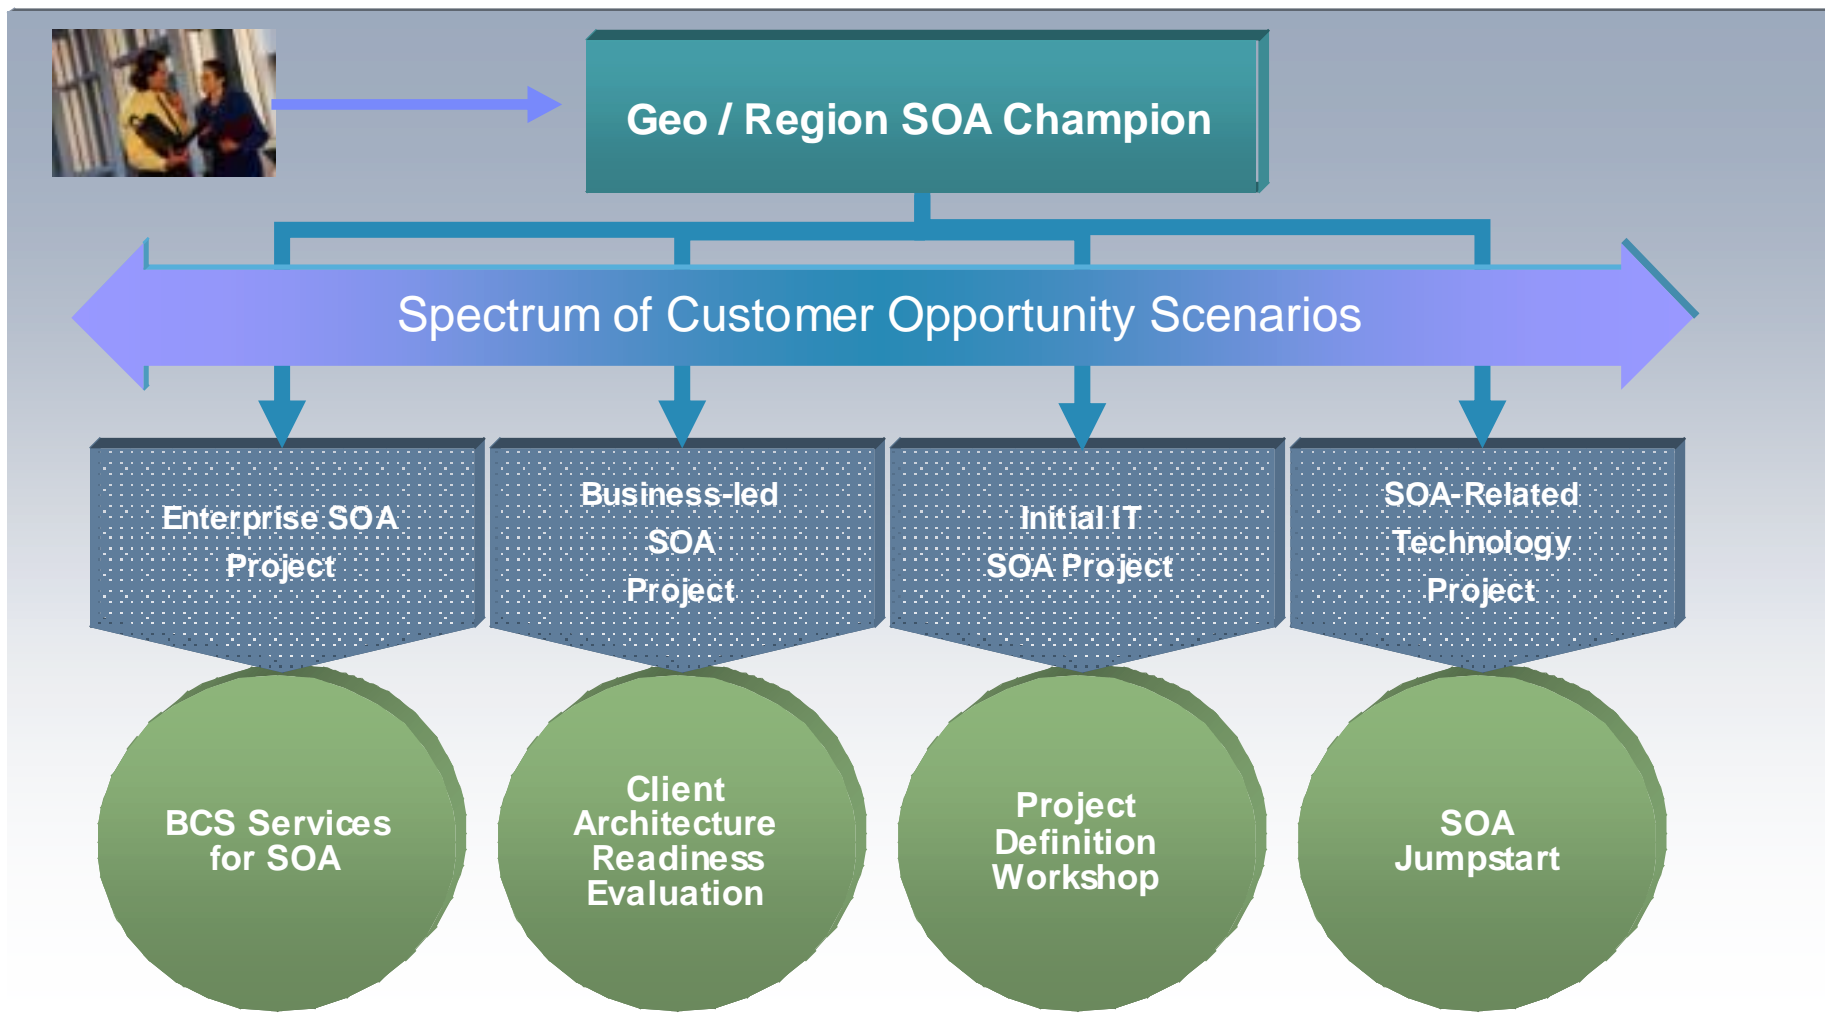 Geo / Region SOA Champion
Spectrum of Customer Opportunity Scenarios
Enterprise SOA
Project
Business-led
SOA
Project
Initial IT
SOA Project
SOA-Related
Technology
Project
BCS Services
for SOA
Client
Architecture
Readiness
Evaluation
Project
Definition
Workshop
SOA
Jumpstart